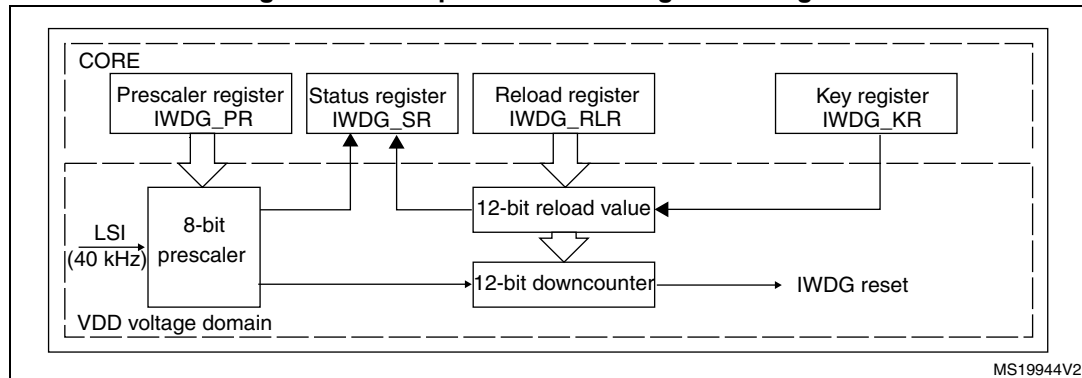 CORE
Prescaler register
IWDG_PR
Status register
IWDG_SR
Reload register
IWDG_RLR
Key register
IWDG_KR
LSI
(40 kHz)
8-bit
prescaler
12-bit reload value
12-bit downcounter
IWDG reset
VDD voltage domain
MS19944V2